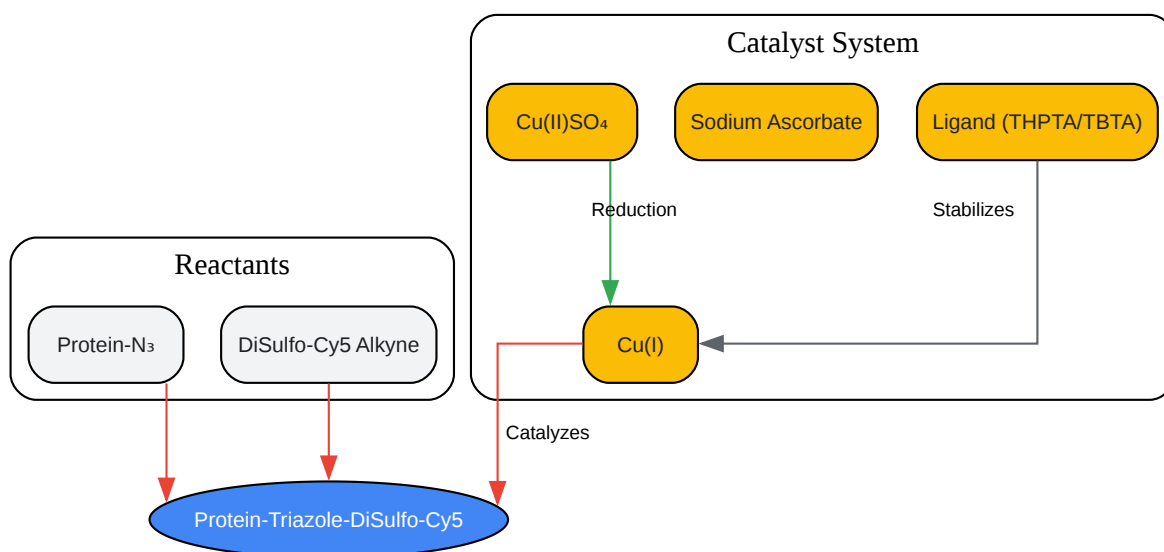 Catalyst System
Cu(II)SO₄
Sodium Ascorbate
Ligand (THPTA/TBTA)
Reduction
Stabilizes
Reactants
Protein-N₃
DiSulfo-Cy5 Alkyne
Cu(I)
Catalyzes
Protein-Triazole-DiSulfo-Cy5